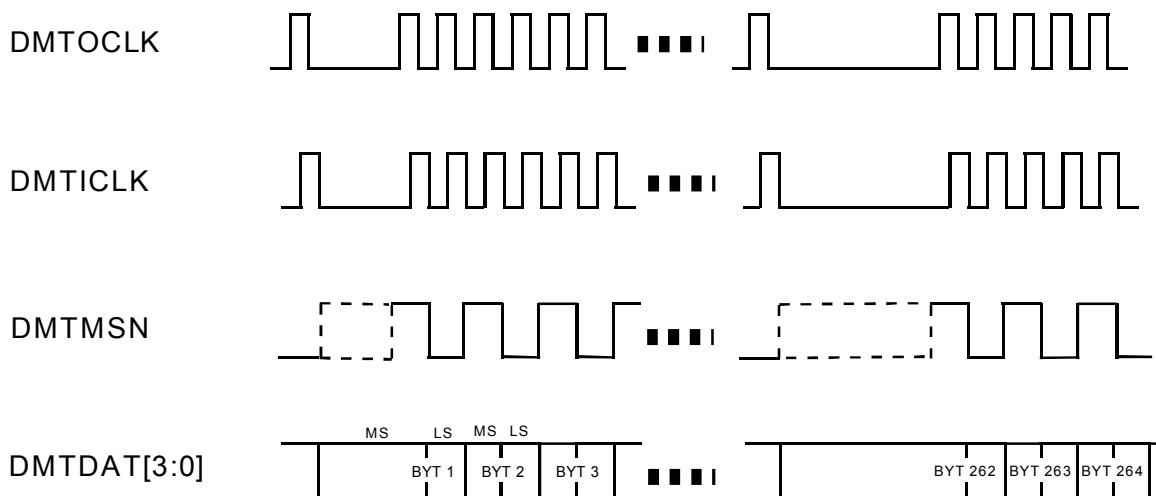 DMTOCLK
DMTICLK
DMTMSN
MS LS MS LS
DMTDAT[3:0] BYT 1 BYT 2 BYT 3 BYT 262 BYT 263 BYT 264